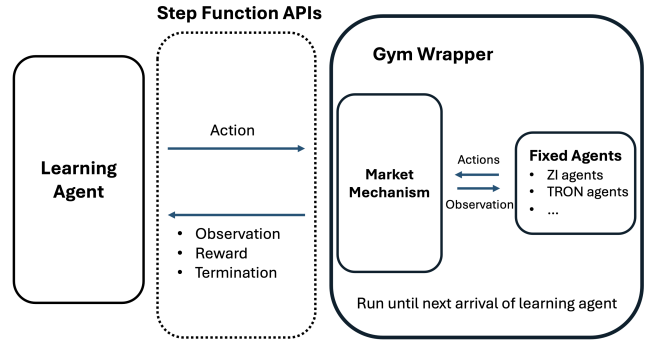 Step Function APIs
Learning
Agent
Action
• Observation
• Reward
• Termination
Gym Wrapper
Market
Mechanism
Actions
Observation
Fixed Agents
• ZI agents
• TRON agents
• ...
Run until next arrival of learning agent